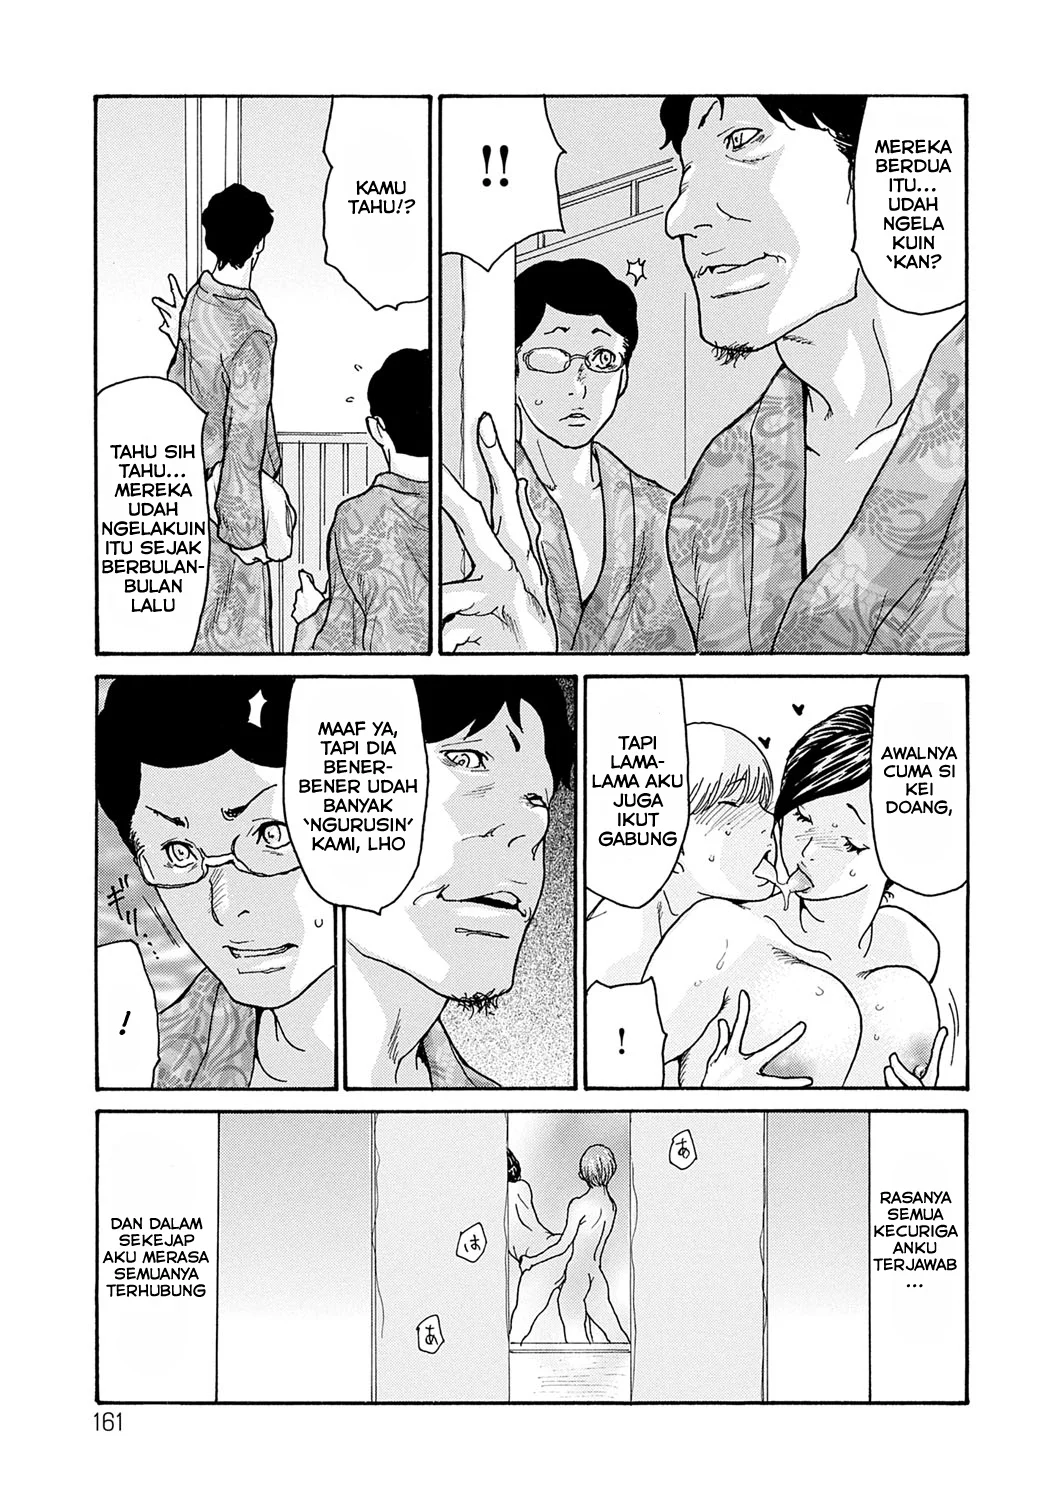 MEREKA
BERDUA
ITU...
UDAH
NGELA
KUIN
‘KAN?
!!
KAMU
TAHU!?
TAHU SIH
TAHU...
MEREKA
UDAH
NGELAKUIN
ITU SEJAK
BERBULAN-
BULAN
LALU
AWALNYA
CUMA SI
KEI
DOANG,
TAPI
LAMA-
LAMA AKU
JUGA
IKUT
GABUNG
!
MAAF YA,
TAPI DIA
BENER-
BENER UDAH
BANYAK
‘NGURUSIN’
KAMI, LHO
ギリ
!
RASANYA
SEMUA
KECURIGA
ANKU
TERJAWAB
...
あ
は
あ
DAN DALAM
SEKEJAP
AKU MERASA
SEMUANYA
TERHUBUNG
161